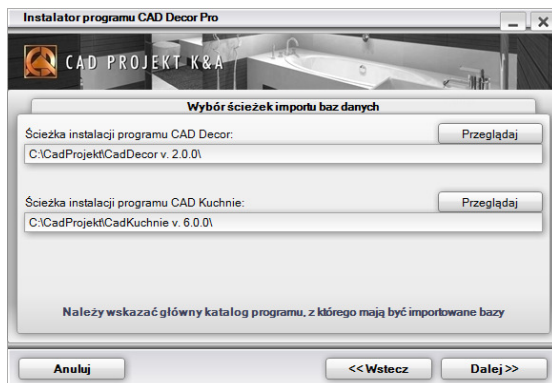 Instalator programu CAD Decor Pro
CAD PROJEKT K&A
Wybór ścieżek importu baz danych
Ścieżka instalacji programu CAD Decor:
Przeglądaj
C:\CadProjekt\CadDecor v. 2.0.0\
Ścieżka instalacji programu CAD Kuchnie:
Przeglądaj
C:\CadProjekt\CadKuchnie v. 6.0.0\
Należy wskazać główny katalog programu, z którego mają być importowane bazy
Anuluj
<< Wstecz
Dalej >>